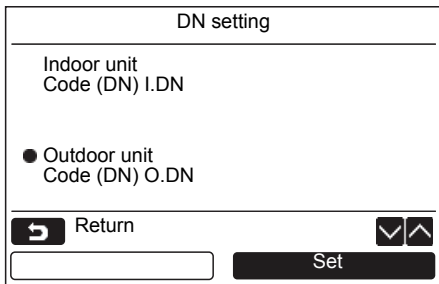 DN setting
Indoor unit
Code (DN) I.DN
Outdoor unit
Code (DN) O.DN
Return
Set